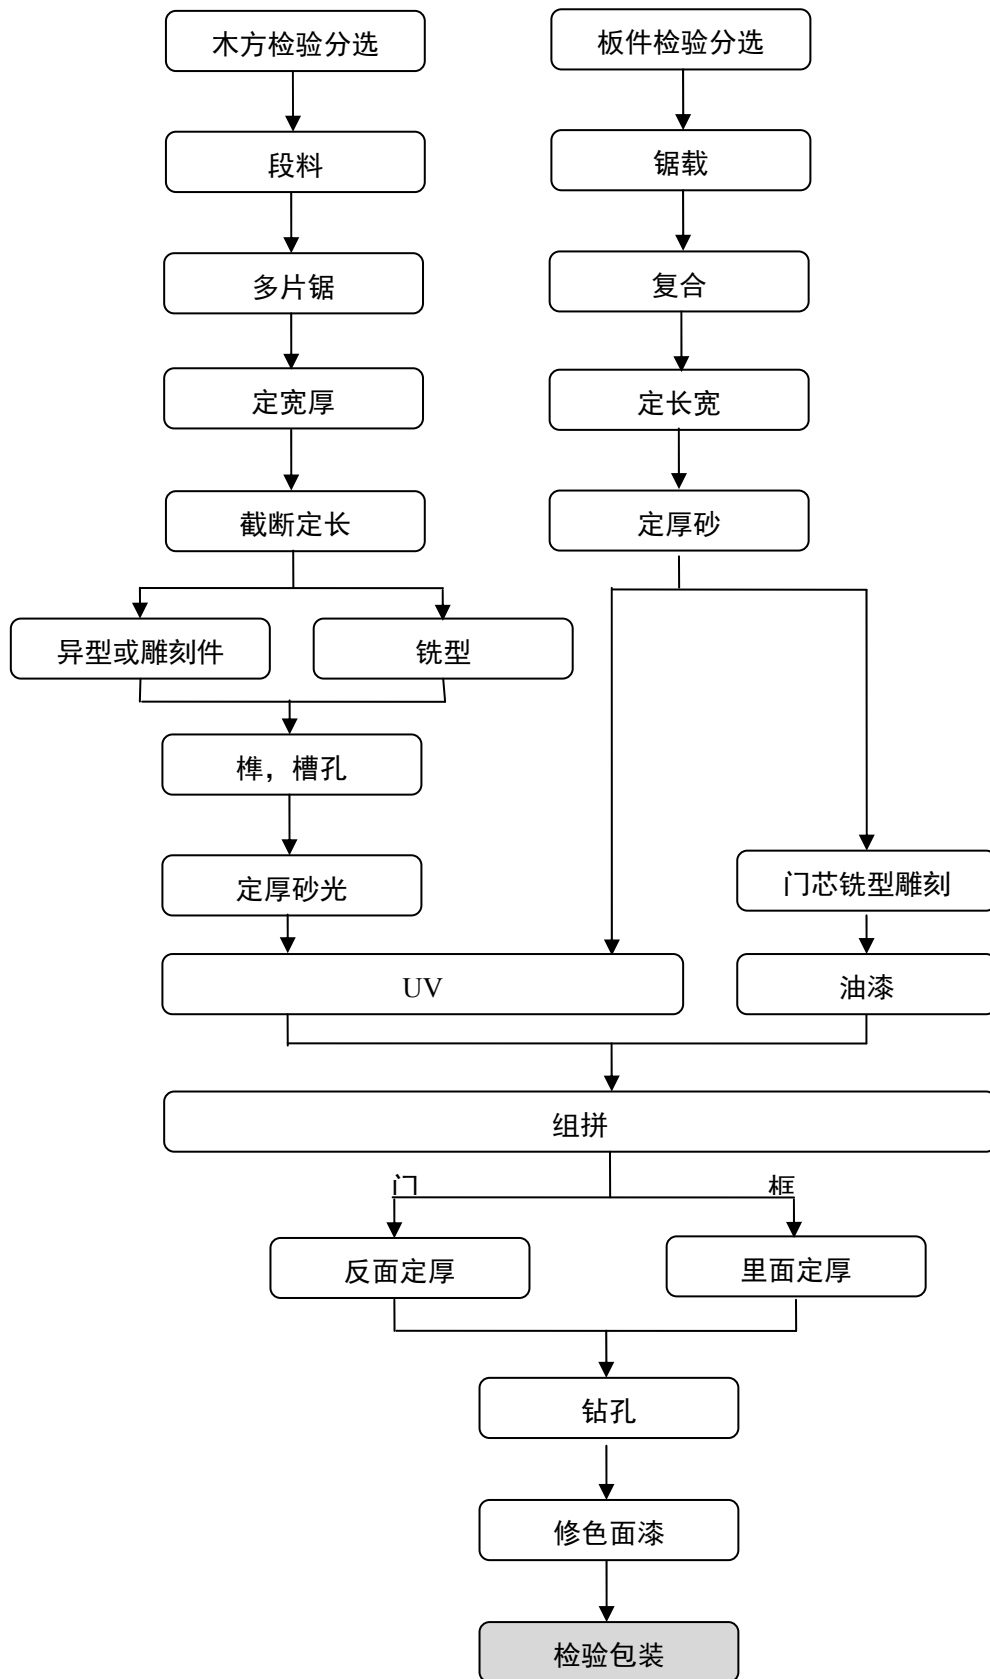 木方检验分选
板件检验分选
段料
锯载
多片锯
复合
定宽厚
定长宽
截断定长
定厚砂
异型或雕刻件
铣型
榫，槽孔
定厚砂光
门芯铣型雕刻
UV
油漆
组拼
门
框
反面定厚
里面定厚
钻孔
修色面漆
检验包装